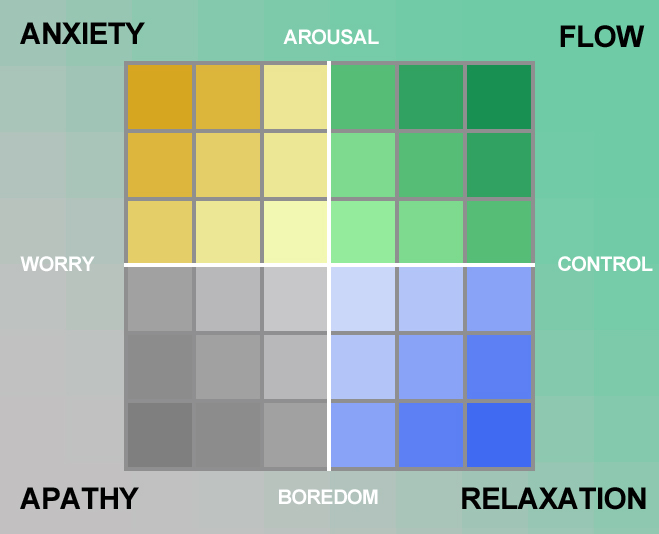 ANXIETY
AROUSAL
FLOW
WORRY
CONTROL
APATHY
BOREDOM
RELAXATION